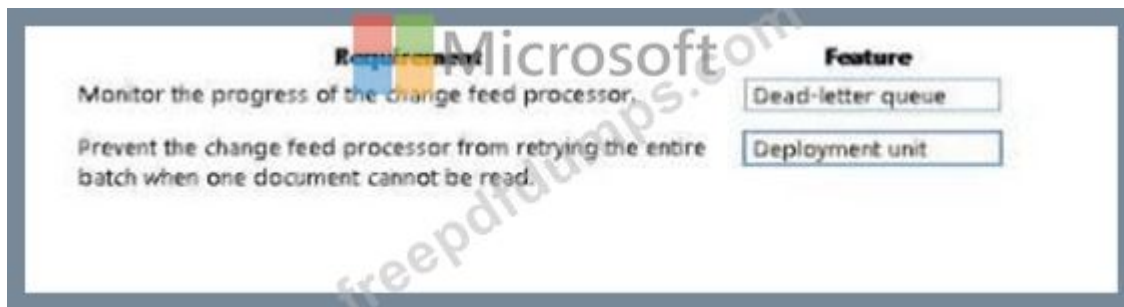 Microsoft
Requirement Feature
Monitor the progress of the change feed processor. Dead-letter queue
Prevent the change feed processor from retrying the entire Deployment unit
batch when one document cannot be read.
freepdfdumps.com